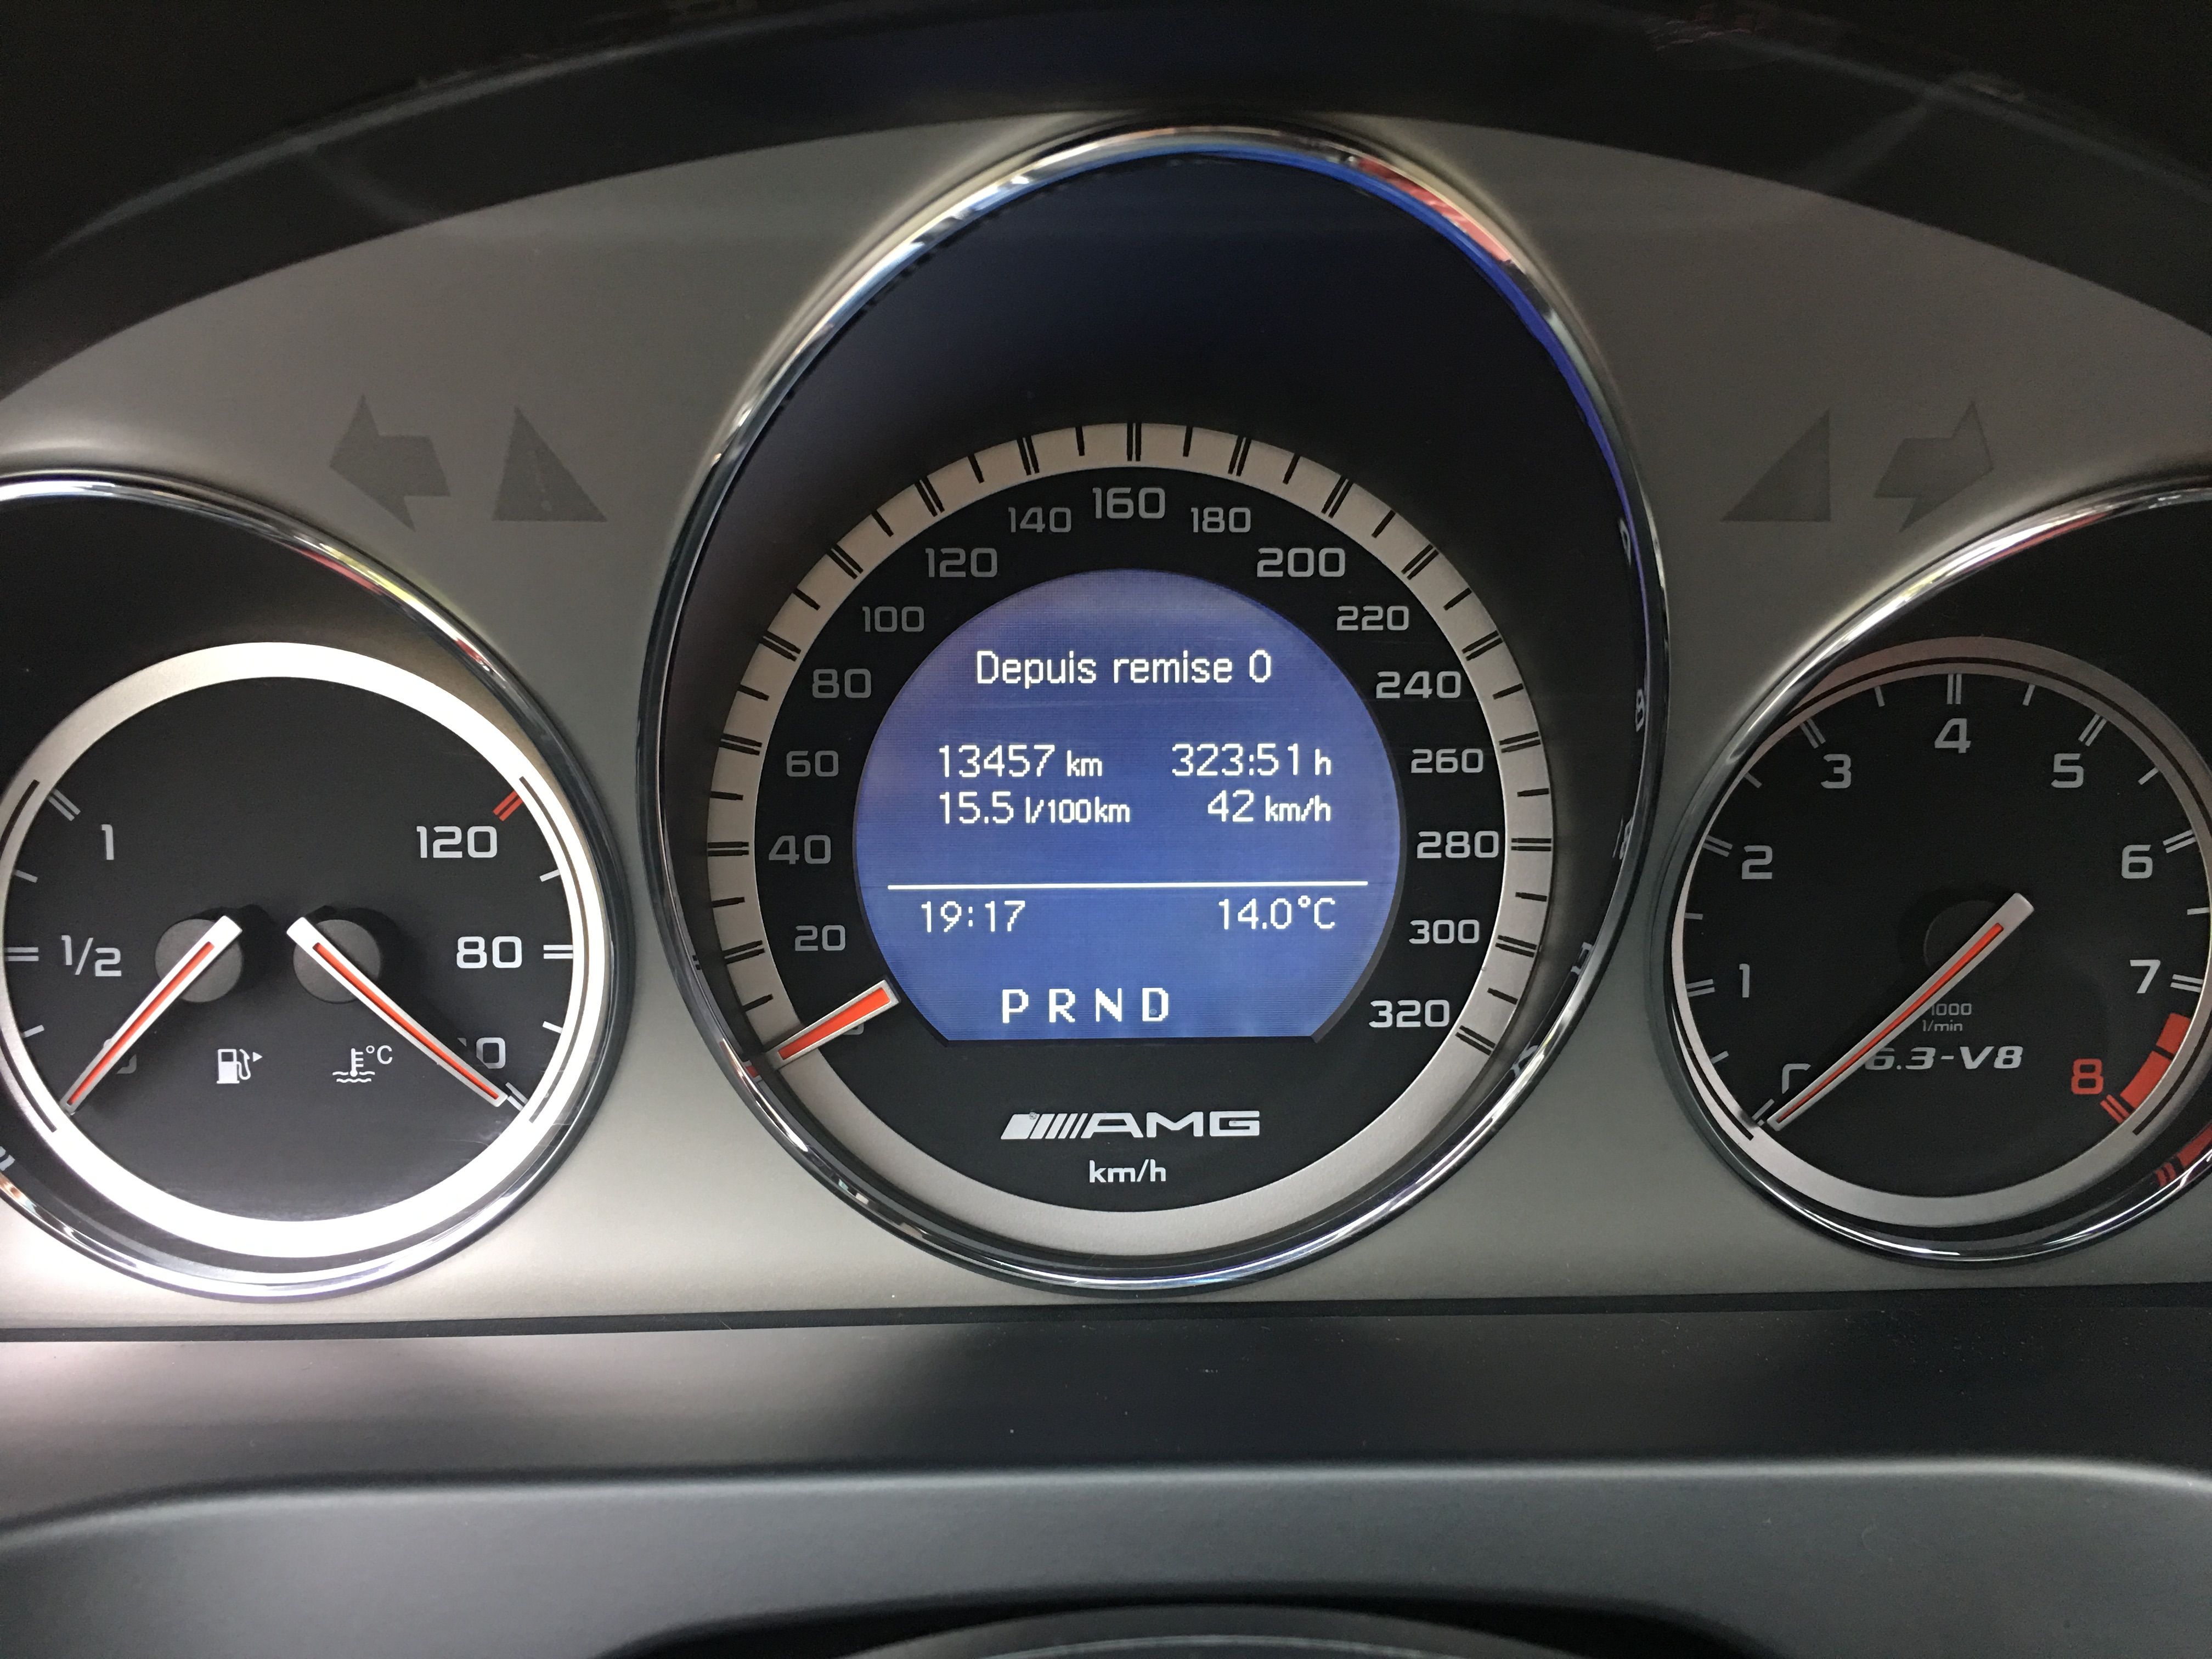 1
1/2
°C
120
80
20
40
60
80
100
120
140
160
180
200
220
240
260
280
300
320
Depuis remise 0
13457 km 323:51 h
15.5 l/100km 42 km/h
19:17 14.0°C
P R N D
AMG
km/h
1
2
3
4
5
6
7
8
1000
1/min
6.3-V8